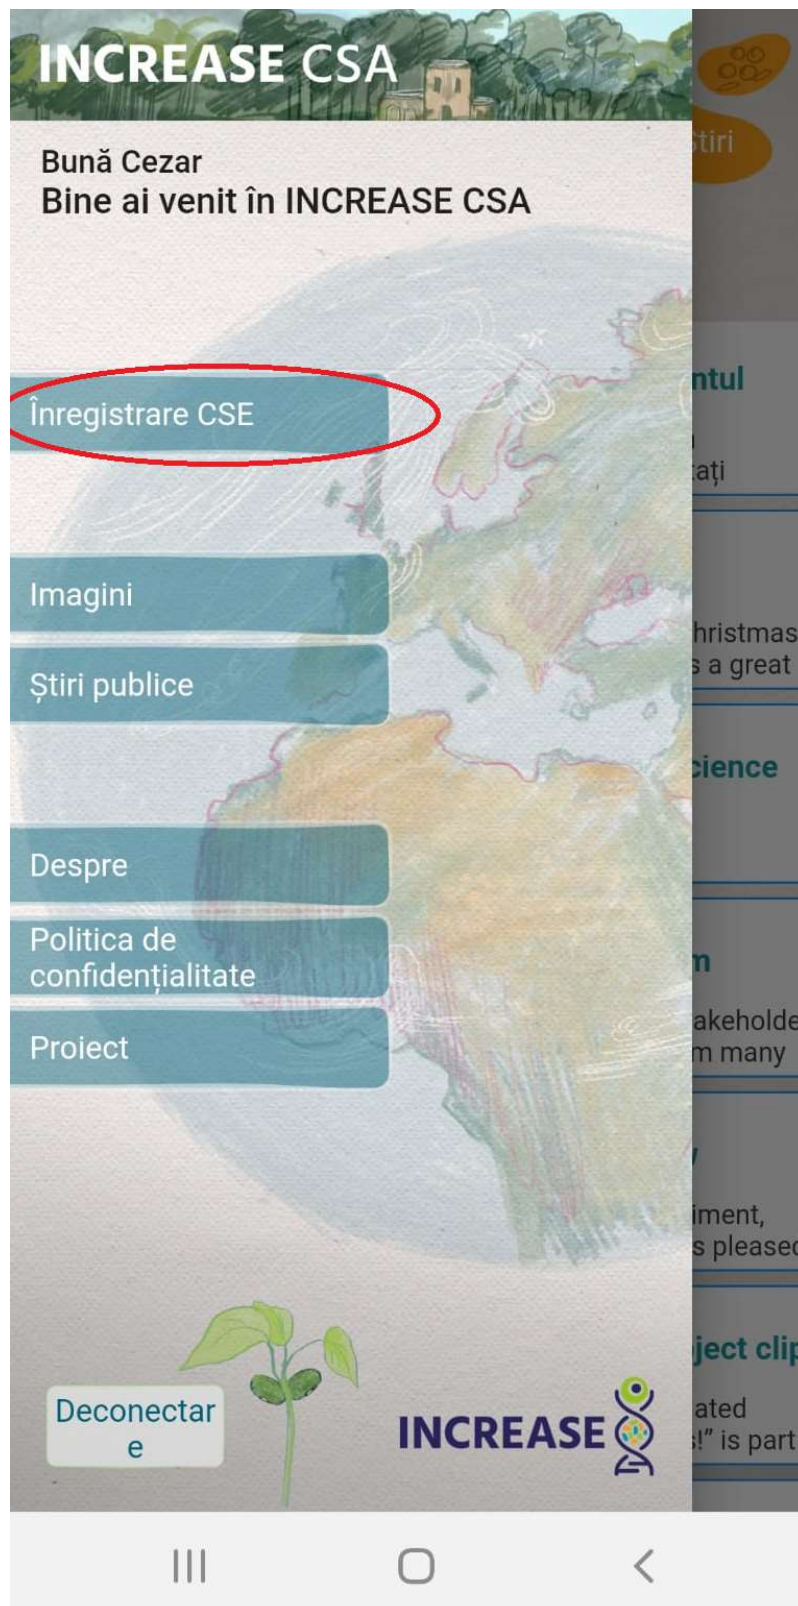 INCREASE CSA
Bună Cezar
Bine ai venit în INCREASE CSA
Înregistrare CSE
Imagini
Știri publice
Despre
Politica de
confidențialitate
Proiect
Deconectar
e
INCREASE
Știri
ntul
ați
hristmas
s a great
cience
m
akeholde
m many
iment,
s pleased
ject clip
ated
s!" is part